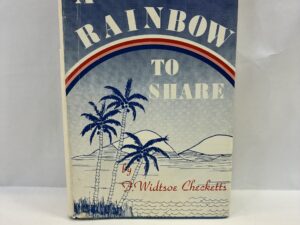 A
RAINBOW
TO
SHARE
by
F. Widtsoe Checketts